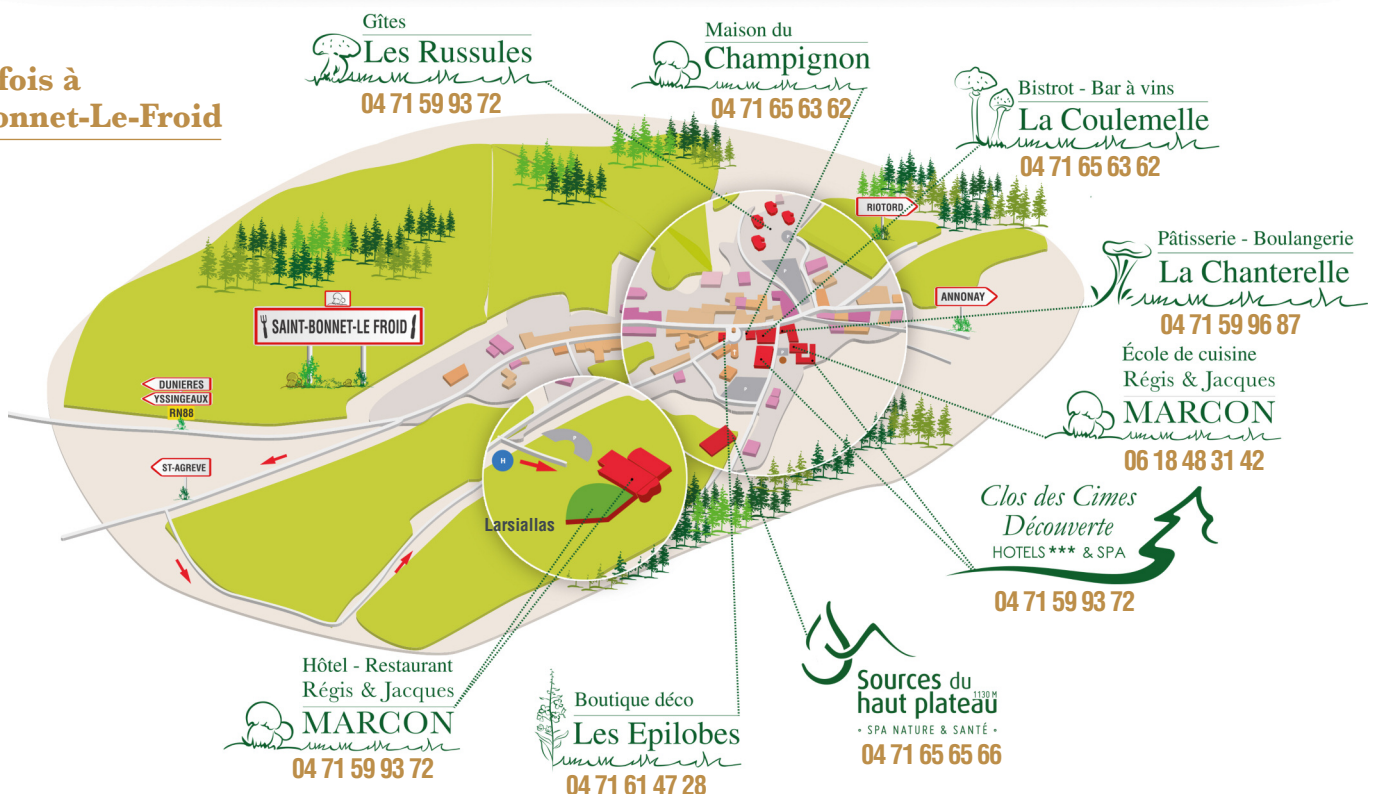 fois à
onnet-Le-Froid
Gîtes
Les Russules
04 71 59 93 72
Maison du
Champignon
04 71 65 63 62
Bistrot - Bar à vins
La Coulemelle
04 71 65 63 62
RIOTORD
Pâtisserie - Boulangerie
La Chanterelle
04 71 59 96 87
ANNONAY
SAINT-BONNET-LE FROID
DUNIERES
YSSINGEAUX
RN88
ST-AGREVE
École de cuisine
Régis & Jacques
MARCON
06 18 48 31 42
H
Larsiallas
Clos des Cimes
Découverte
HOTELS *** & SPA
04 71 59 93 72
Hôtel - Restaurant
Régis & Jacques
MARCON
04 71 59 93 72
Boutique déco
Les Epilobes
04 71 61 47 28
Sources du
haut plateau
1130 M
• SPA NATURE & SANTÉ •
04 71 65 65 66